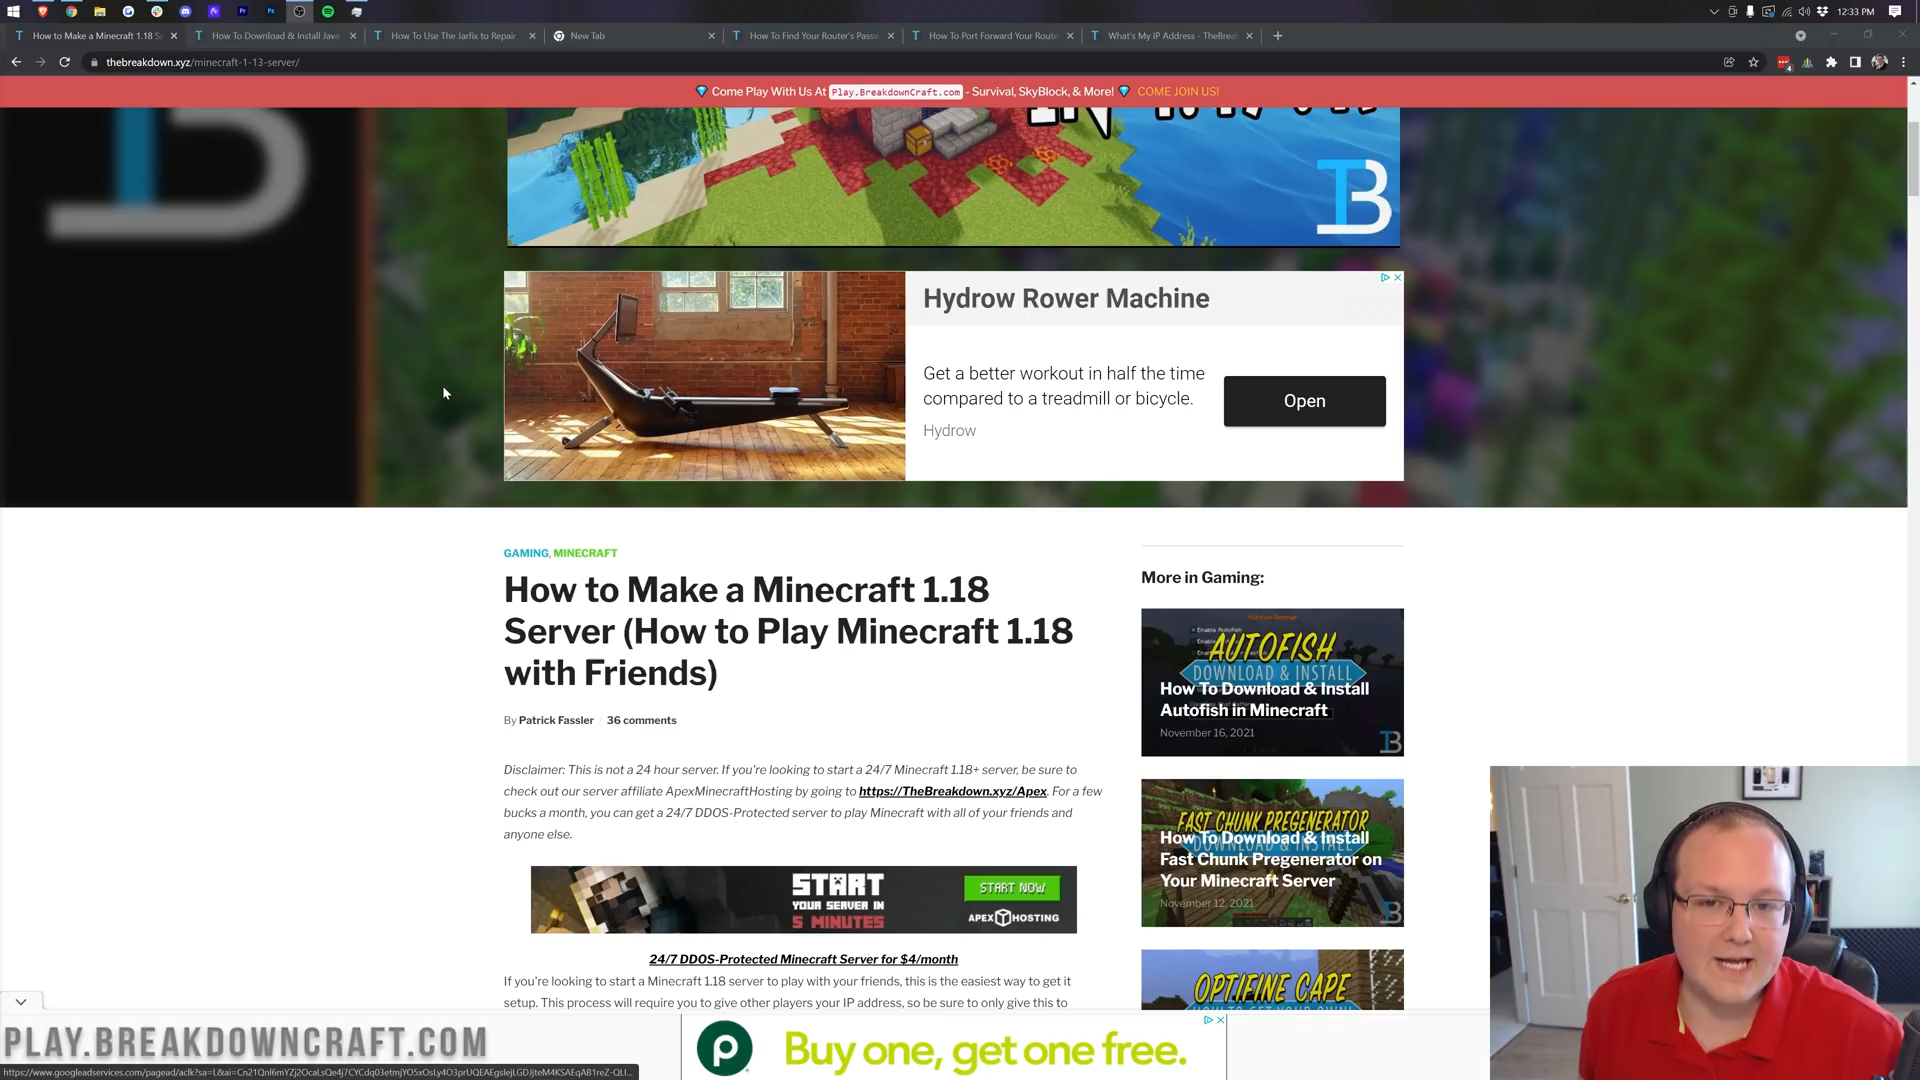 12:33 PM
How to Make a Minecraft 1.18 S
How To Download & Install Java
How To Use The Jarfix to Repair
New Tab
How To Find Your Router's Passw
How To Port Forward Your Route
What's My IP Address - TheBreak
thebreakdown.xyz/minecraft-1-13-server/
Come Play With Us At Play.BreakdownCraft.com - Survival, SkyBlock, & More! COME JOIN US!
Hydrow Rower Machine
Get a better workout in half the time
compared to a treadmill or bicycle.
Hydrow
Open
GAMING, MINECRAFT
How to Make a Minecraft 1.18
Server (How to Play Minecraft 1.18
with Friends)
By Patrick Fassler / 36 comments
Disclaimer: This is not a 24 hour server. If you're looking to start a 24/7 Minecraft 1.18+ server, be sure to
check out our server affiliate ApexMinecraftHosting by going to https://TheBreakdown.xyz/Apex. For a few
bucks a month, you can get a 24/7 DDOS-Protected server to play Minecraft with all of your friends and
anyone else.
START
YOUR SERVER IN
5 MINUTES
START NOW
APEX HOSTING
24/7 DDOS-Protected Minecraft Server for $4/month
If you're looking to start a Minecraft 1.18 server to play with your friends, this is the easiest way to get it
setup. This process will require you to give other players your IP address, so be sure to only give this to
More in Gaming:
AUTOFISH
DOWNLOAD & INSTALL
How To Download & Install
Autofish in Minecraft
November 16, 2021
FAST CHUNK PREGENERATOR
DOWNLOAD & INSTALL
How To Download & Install
Fast Chunk Pregenerator on
Your Minecraft Server
November 12, 2021
OPTIFINE CAPE
PLAY.BREAKDOWNCRAFT.COM
Buy one, get one free.